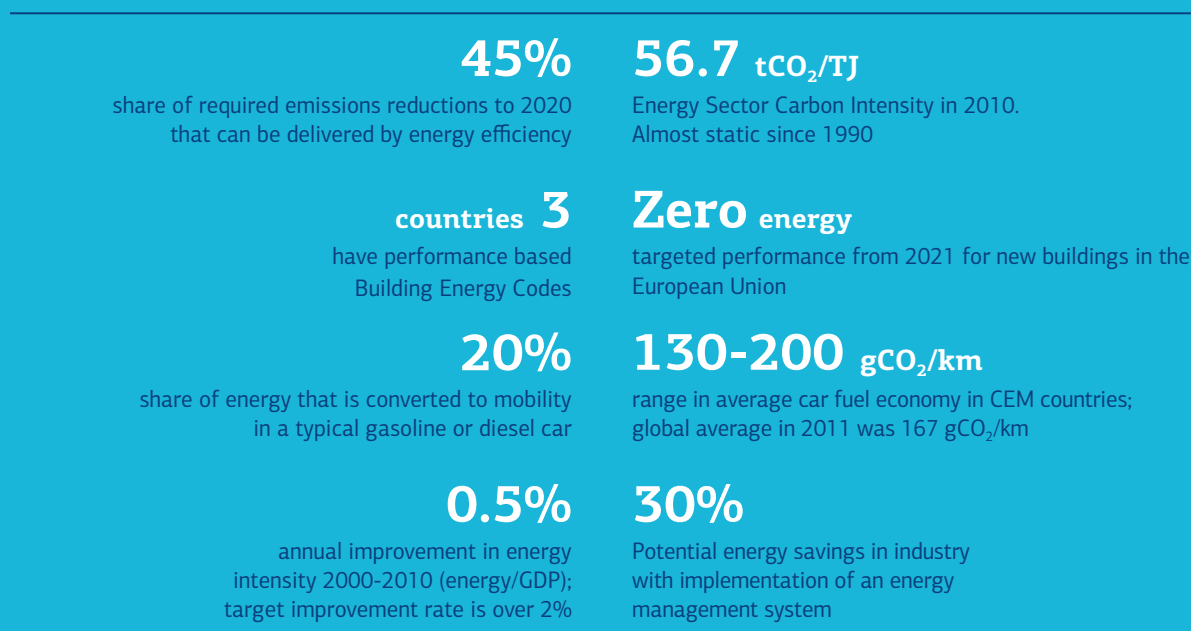 45%
share of required emissions reductions to 2020
that can be delivered by energy efficiency
56.7 tCO₂/TJ
Energy Sector Carbon Intensity in 2010.
Almost static since 1990
countries 3
have performance based
Building Energy Codes
Zero energy
targeted performance from 2021 for new buildings in the
European Union
20%
share of energy that is converted to mobility
in a typical gasoline or diesel car
130-200 gCO₂/km
range in average car fuel economy in CEM countries;
global average in 2011 was 167 gCO₂/km
0.5%
annual improvement in energy
intensity 2000-2010 (energy/GDP);
target improvement rate is over 2%
30%
Potential energy savings in industry
with implementation of an energy
management system